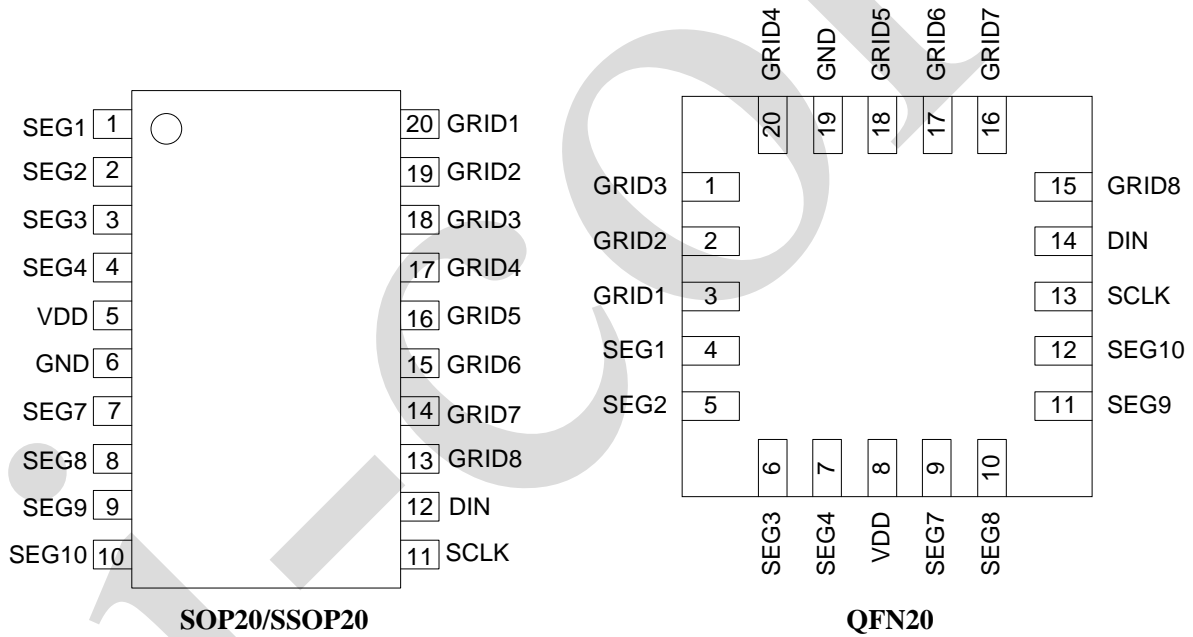 SEG1 1
SEG2 2
SEG3 3
SEG4 4
VDD 5
GND 6
SEG7 7
SEG8 8
SEG9 9
SEG10 10
20 GRID1
19 GRID2
18 GRID3
17 GRID4
16 GRID5
15 GRID6
14 GRID7
13 GRID8
12 DIN
11 SCLK
SOP20/SSOP20
GRID4 20
GND 19
GRID5 18
GRID6 17
GRID7 16
GRID3 1
GRID2 2
GRID1 3
SEG1 4
SEG2 5
15 GRID8
14 DIN
13 SCLK
12 SEG10
11 SEG9
6 SEG3
7 SEG4
8 VDD
9 SEG7
10 SEG8
QFN20